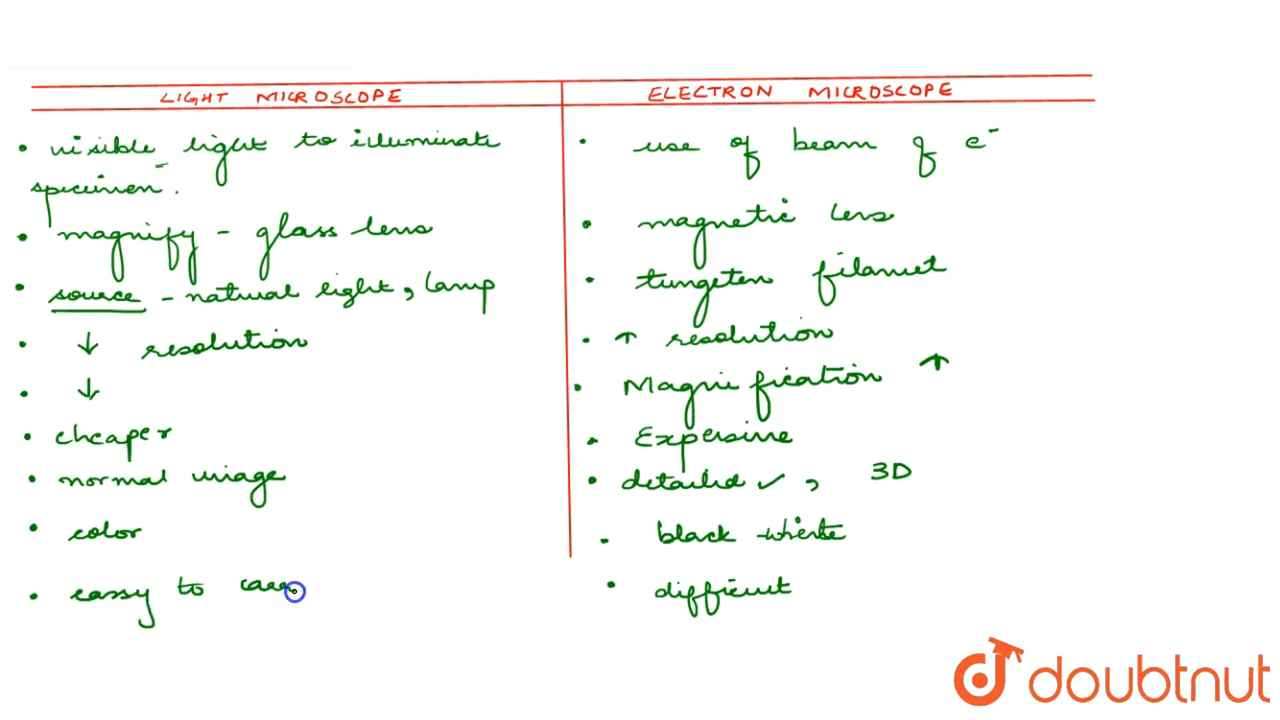 LIGHT MICROSCOPE
ELECTRON MICROSCOPE
• visible light to illuminate
specimen.
• use of beam of e⁻
• magnify - glass lens
• magnetic lens
• source - natural light, lamp
• tungsten filament
• ↓ resolution
• ↑ resolution
• ↓
• Magnification ↑
• cheaper
• Expensive
• normal image
• detailed ✓, 3D
• color
• black - white
• eassy to carr
• difficult
doubtnut